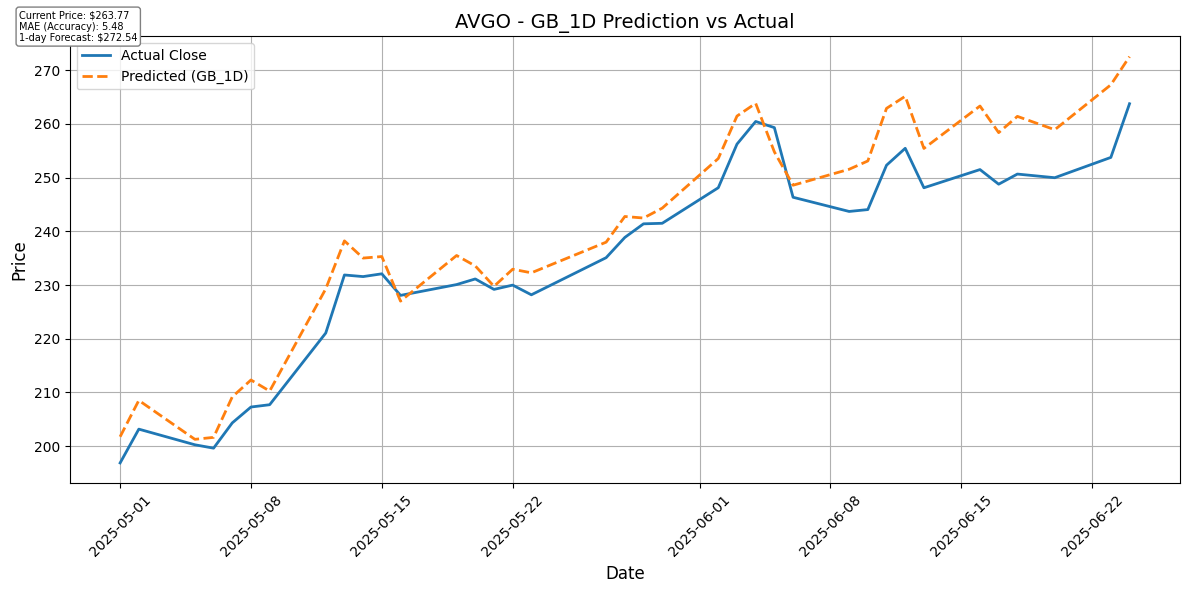 AVGO - GB_1D Prediction vs Actual
Current Price: $263.77
MAE (Accuracy): 5.48
1-day Forecast: $272.54
Actual Close
Predicted (GB_1D)
Price
270
260
250
240
230
220
210
200
2025-05-01
2025-05-08
2025-05-15
2025-05-22
2025-06-01
2025-06-08
2025-06-15
2025-06-22
Date